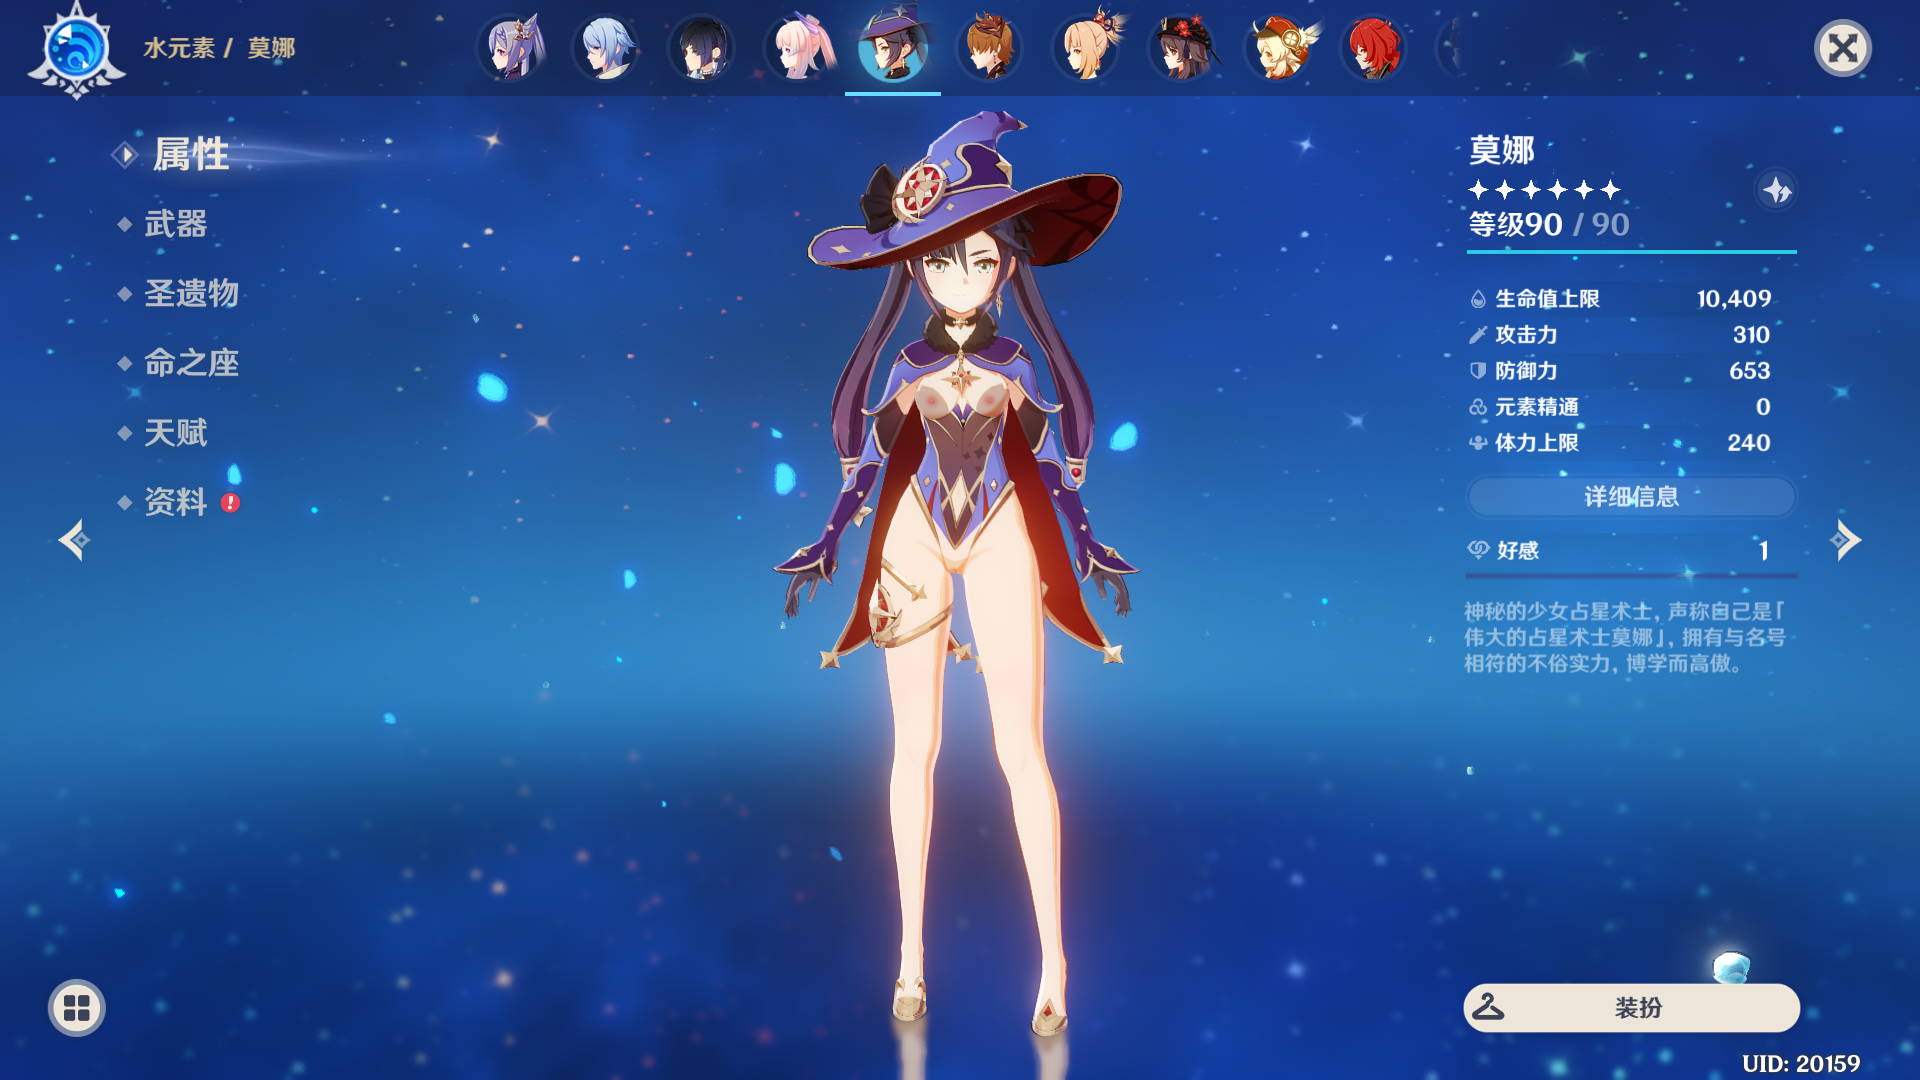 水元素 / 莫娜
属性
武器
圣遗物
命之座
天赋
资料
莫娜
等级90 / 90
生命值上限 10,409
攻击力 310
防御力 653
元素精通 0
体力上限 240
详细信息
好感 1
神秘的少女占星术士，声称自己是「
伟大的占星术士莫娜」，拥有与名号
相符的不俗实力，博学而高傲。
装扮
UID: 20159